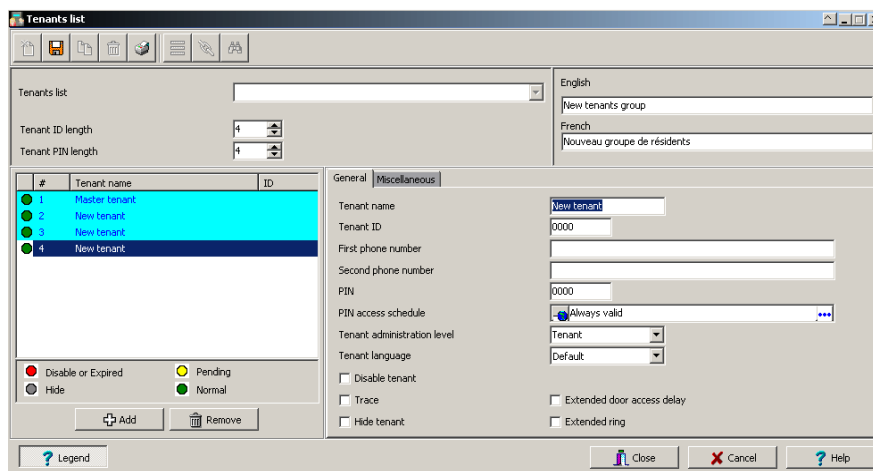 Tenants list
Tenants list
Tenant ID length
4
Tenant PIN length
4
English
New tenants group
French
Nouveau groupe de résidents
# Tenant name ID
1 Master tenant
2 New tenant
3 New tenant
4 New tenant
Disable or Expired Pending
Hide Normal
Add Remove
General Miscellaneous
Tenant name New tenant
Tenant ID 0000
First phone number
Second phone number
PIN 0000
PIN access schedule Always valid
Tenant administration level Tenant
Tenant language Default
Disable tenant
Trace Extended door access delay
Hide tenant Extended ring
Legend Close Cancel Help